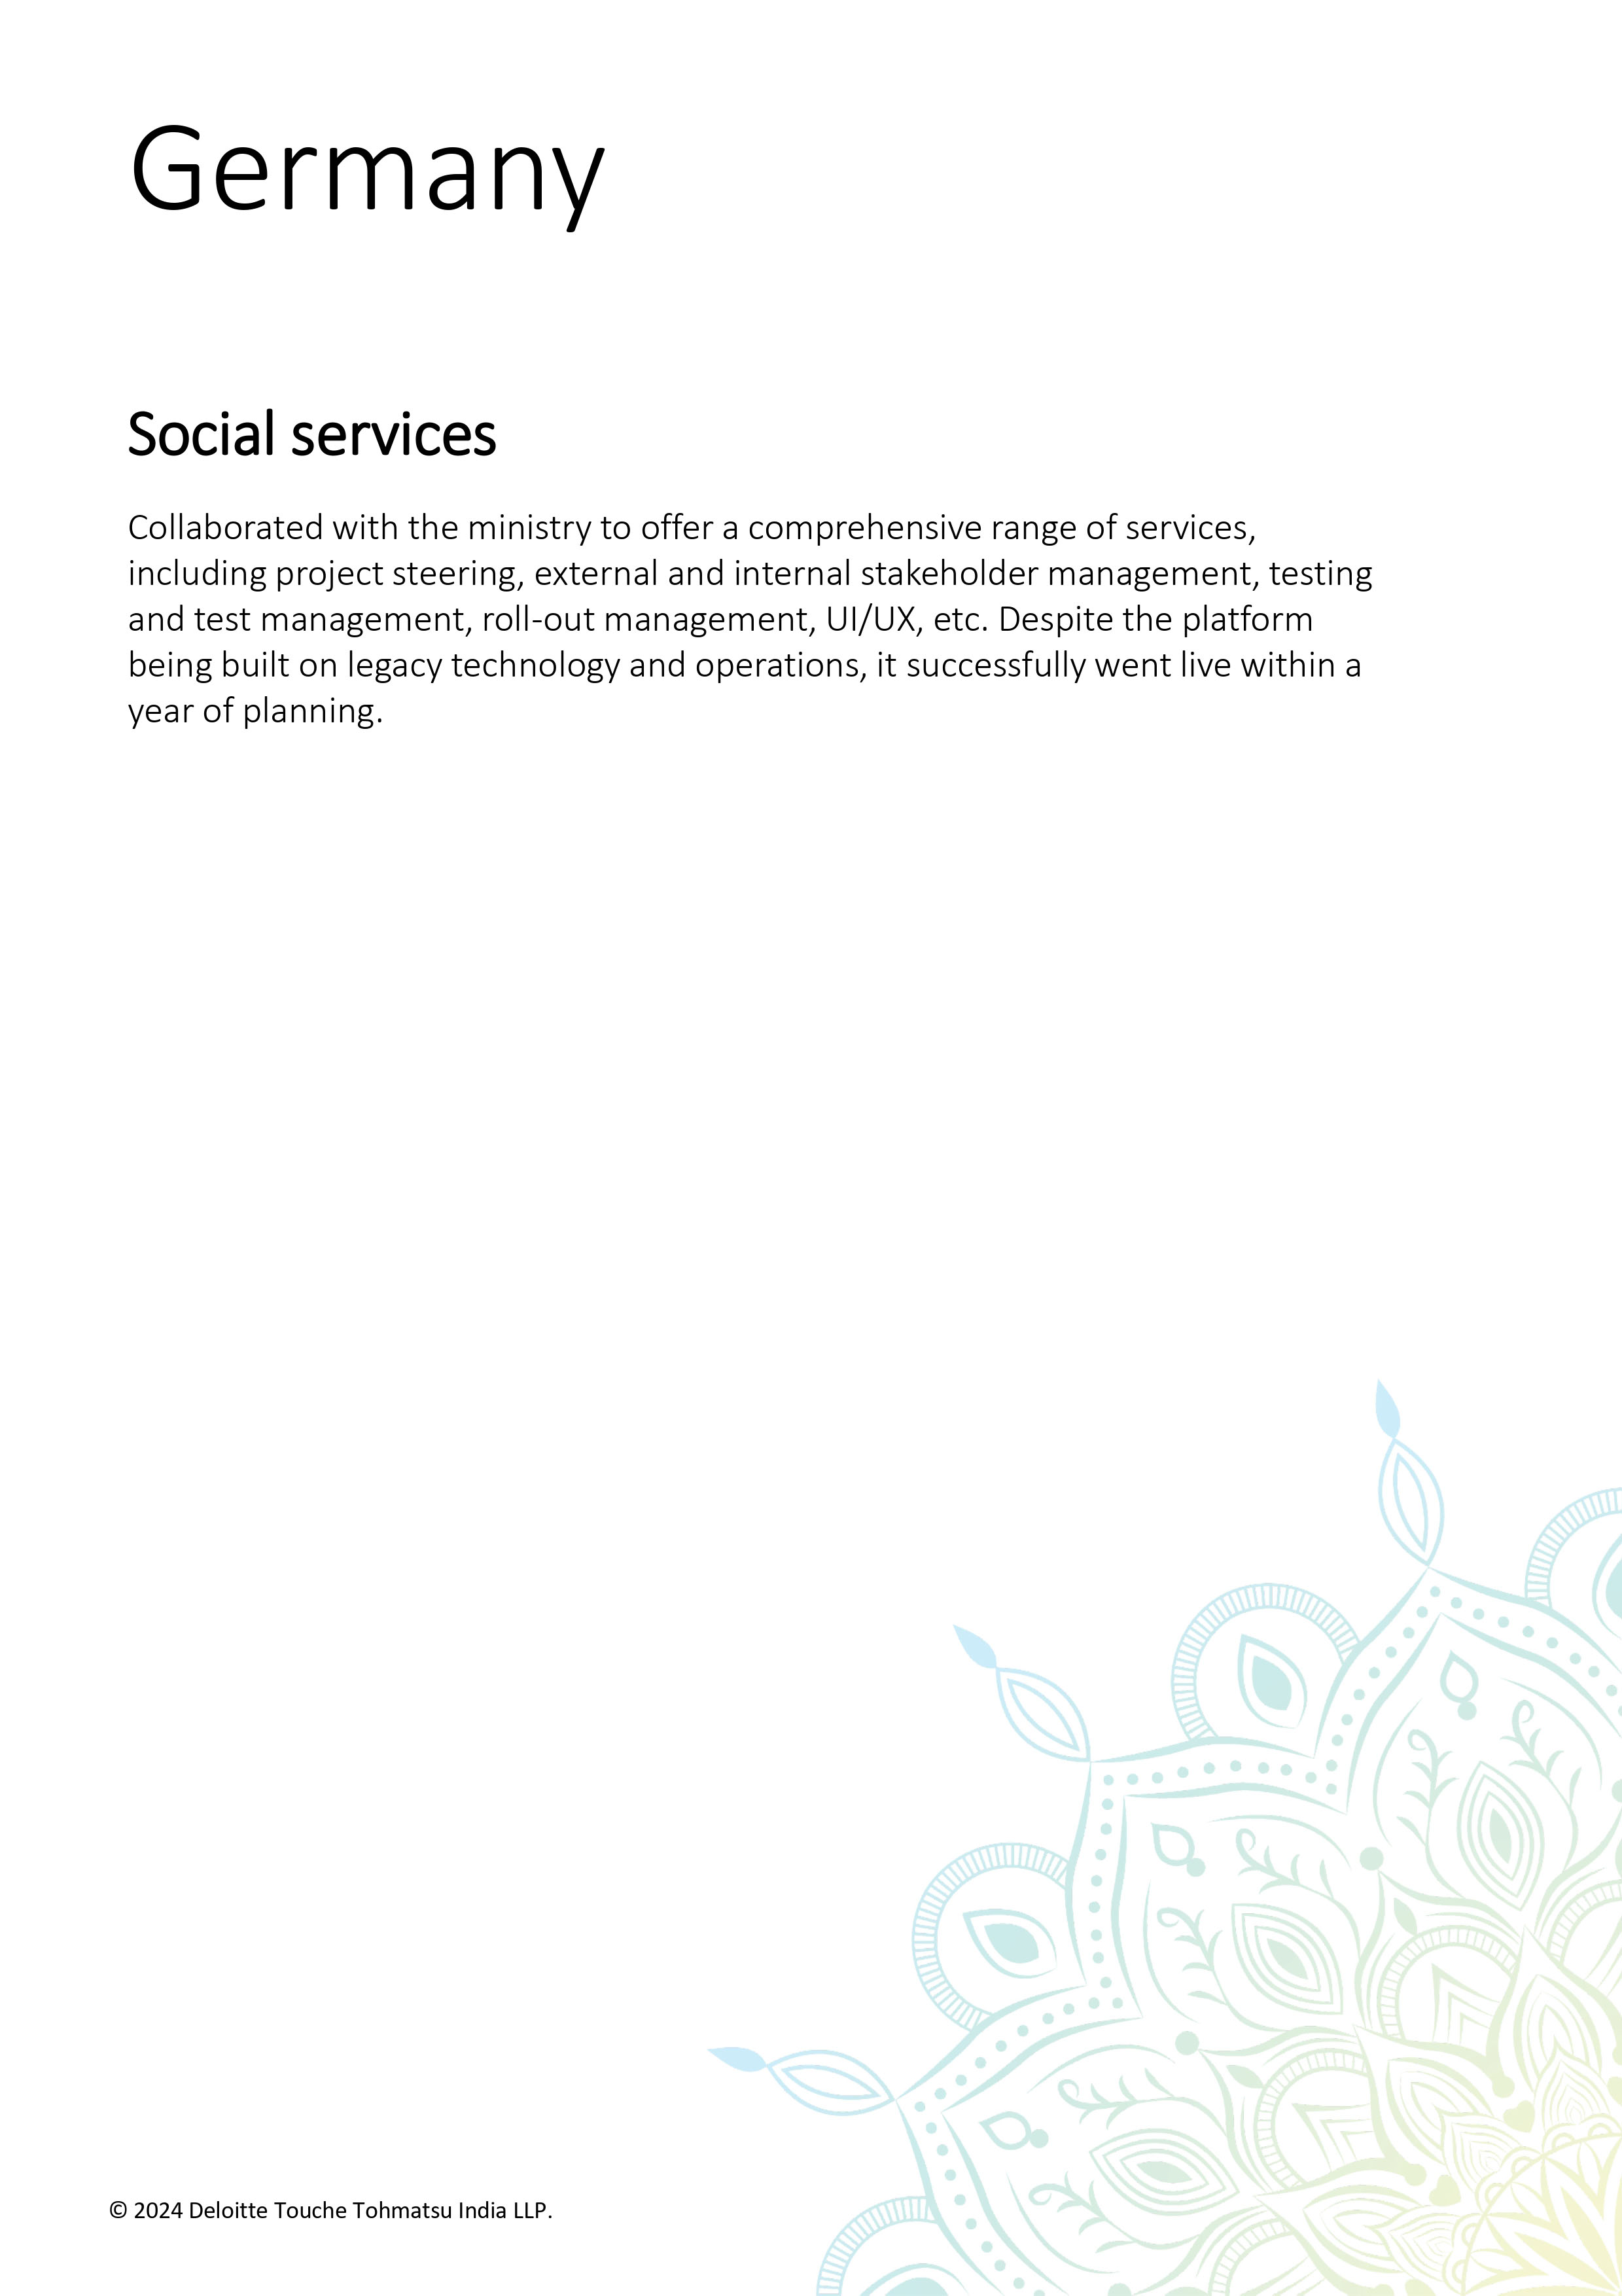 Germany
Social services
Collaborated with the ministry to offer a comprehensive range of services,
including project steering, external and internal stakeholder management, testing
and test management, roll-out management, UI/UX, etc. Despite the platform
being built on legacy technology and operations, it successfully went live within a
year of planning.
© 2024 Deloitte Touche Tohmatsu India LLP.